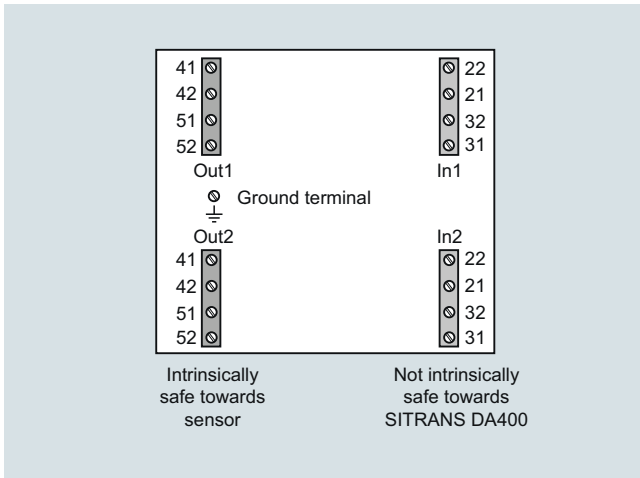 41
42
51
52
Out1
22
21
32
31
In1
Ground terminal
Out2
41
42
51
52
In2
22
21
32
31
Intrinsically
safe towards
sensor
Not intrinsically
safe towards
SITRANS DA400